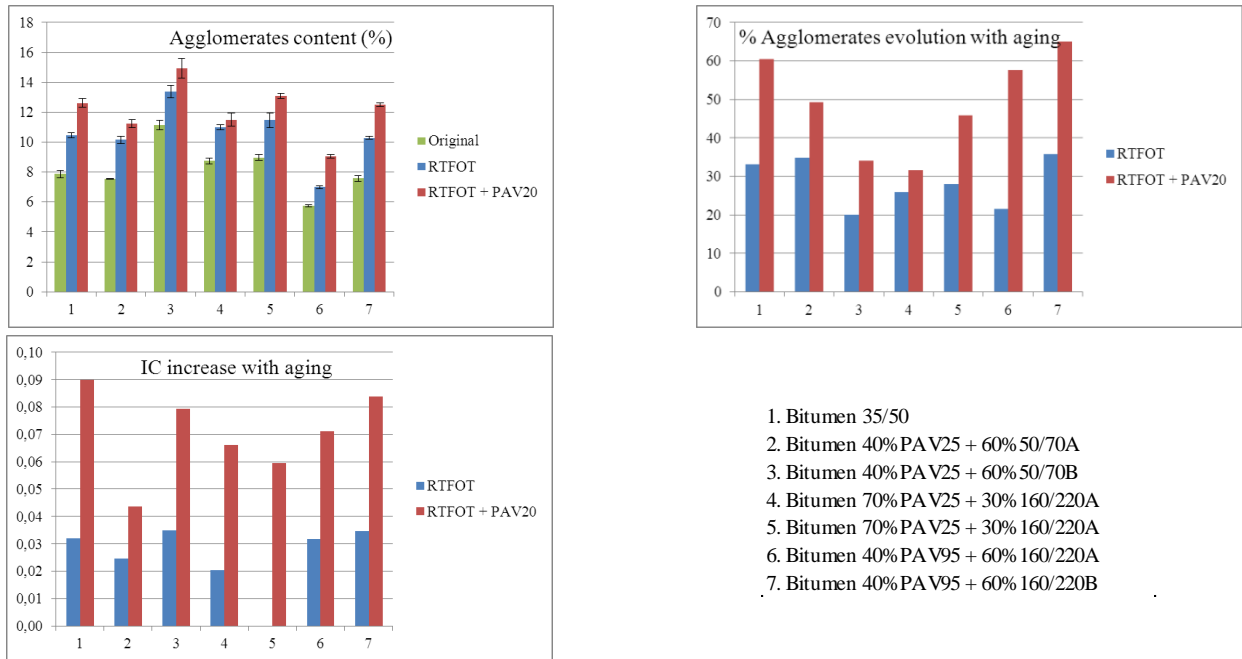 Agglomerates content (%)
18
16
14
12
10
8
6
4
2
0
1 2 3 4 5 6 7
Original
RTFOT
RTFOT + PAV20
% Agglomerates evolution with aging
70
60
50
40
30
20
10
0
1 2 3 4 5 6 7
RTFOT
RTFOT + PAV20
IC increase with aging
0,10
0,09
0,08
0,07
0,06
0,05
0,04
0,03
0,02
0,01
0,00
1 2 3 4 5 6 7
RTFOT
RTFOT + PAV20
1. Bitumen 35/50
2. Bitumen 40%PAV25 + 60%50/70A
3. Bitumen 40%PAV25 + 60%50/70B
4. Bitumen 70%PAV25 + 30%160/220A
5. Bitumen 70%PAV25 + 30%160/220A
6. Bitumen 40%PAV95 + 60%160/220A
7. Bitumen 40%PAV95 + 60%160/220B